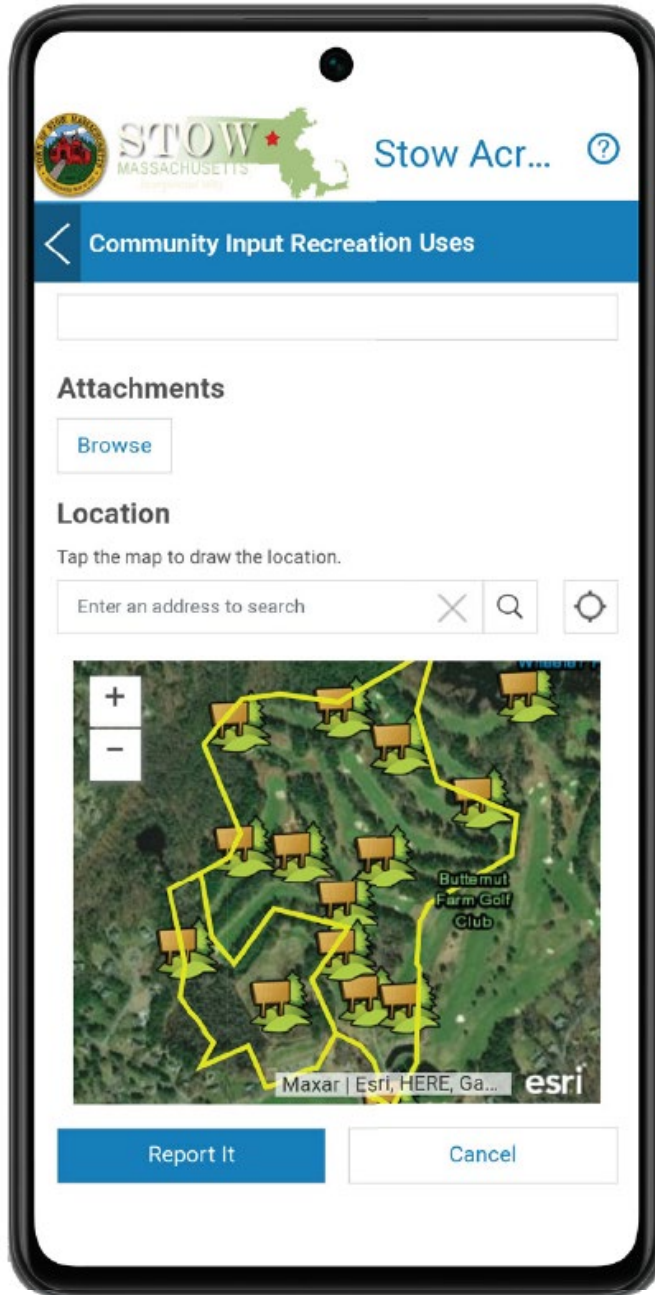 STOW
MASSACHUSETTS
Stow Acr...
?
Community Input Recreation Uses
Attachments
Browse
Location
Tap the map to draw the location.
Enter an address to search
+
−
Butternut
Farm Golf
Club
Maxar | Esri, HERE, Ga...
esri
Report It
Cancel